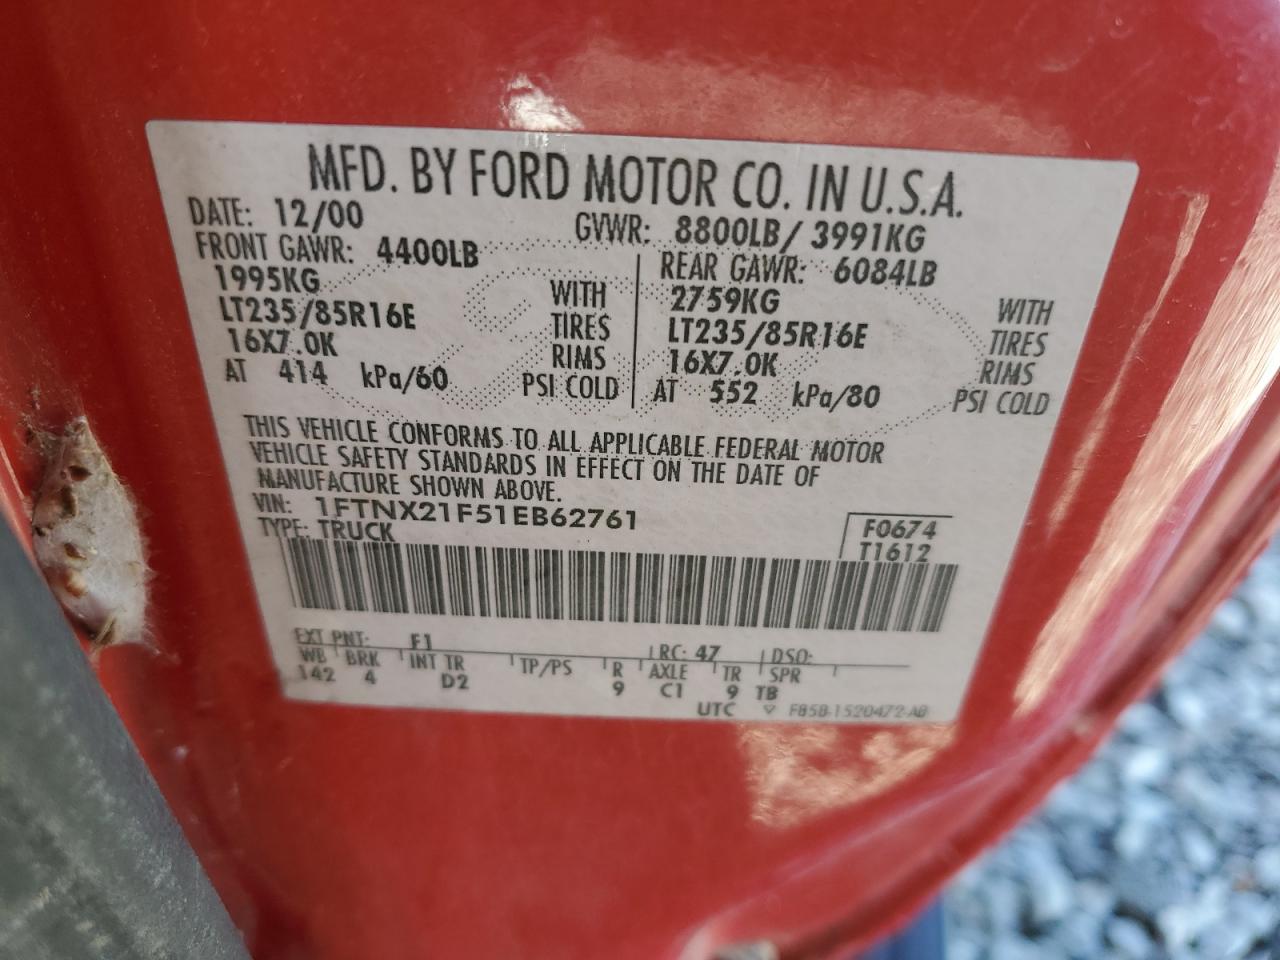 MFD. BY FORD MOTOR CO. IN U.S.A.
DATE: 12/00 GVWR: 8800LB/ 3991KG
FRONT GAWR: 4400LB REAR GAWR: 6084LB
1995KG WITH 2759KG WITH
LT235/85R16E TIRES LT235/85R16E TIRES
16X7.0K RIMS 16X7.0K RIMS
AT 414 kPa/60 PSI COLD AT 552 kPa/80 PSI COLD
THIS VEHICLE CONFORMS TO ALL APPLICABLE FEDERAL MOTOR
VEHICLE SAFETY STANDARDS IN EFFECT ON THE DATE OF
MANUFACTURE SHOWN ABOVE.
VIN: 1FTNX21F51EB62761 F0674
TYPE: TRUCK T1612
EXT PNT: F1 RC: 47 DSO:
WB BRK INT TR TP/PS R AXLE TR SPR
142 4 D2 9 C1 9 TB
UTC ▽ F85B-1520472-AB